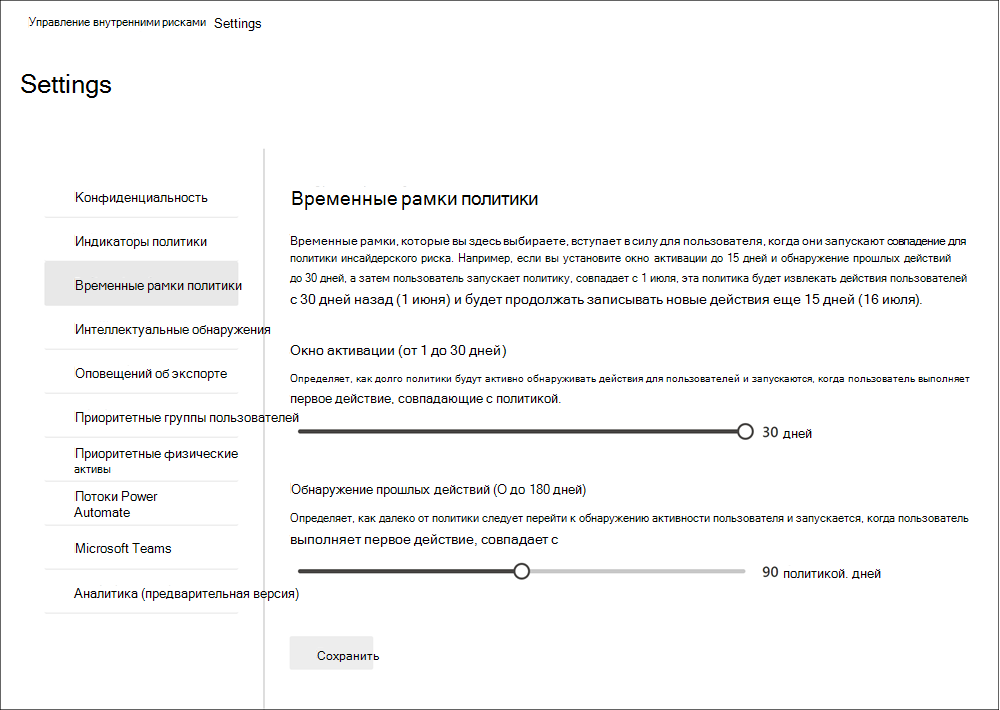 Управление внутренними рисками Settings
Settings
Конфиденциальность
Индикаторы политики
Временные рамки политики
Интеллектуальные обнаружения
Оповещений об экспорте
Приоритетные группы пользователей
Приоритетные физические
активы
Потоки Power
Automate
Microsoft Teams
Аналитика (предварительная версия)
Временные рамки политики
Временные рамки, которые вы здесь выбираете, вступает в силу для пользователя, когда они запускают совпадение для
политики инсайдерского риска. Например, если вы установите окно активации до 15 дней и обнаружение прошлых действий
до 30 дней, а затем пользователь запускает политику, совпадает с 1 июля, эта политика будет извлекать действия пользователей
с 30 дней назад (1 июня) и будет продолжать записывать новые действия еще 15 дней (16 июля).
Окно активации (от 1 до 30 дней)
Определяет, как долго политики будут активно обнаруживать действия для пользователей и запускаются, когда пользователь выполняет
первое действие, совпадающие с политикой.
30 дней
Обнаружение прошлых действий (О до 180 дней)
Определяет, как далеко от политики следует перейти к обнаружению активности пользователя и запускается, когда пользователь
выполняет первое действие, совпадает с
90 политикой. дней
Сохранить